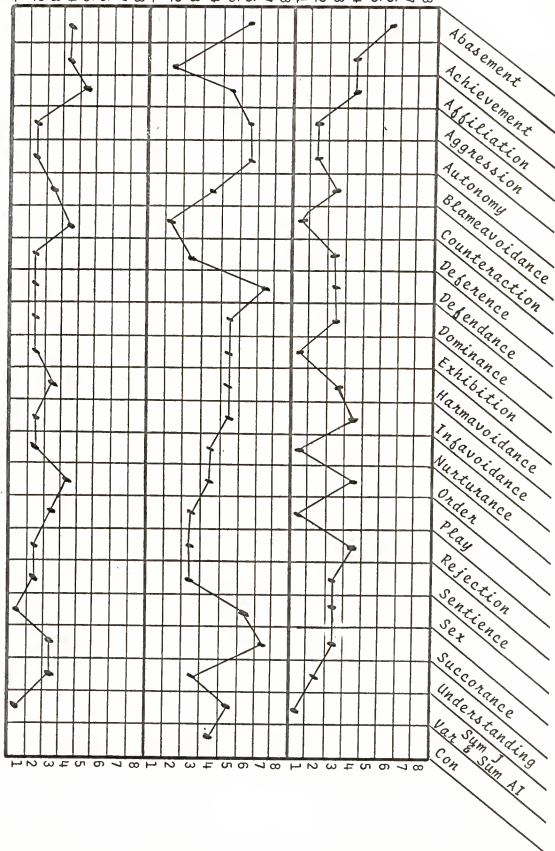 Abasement
Achievement
Affiliation
Aggression
Autonomy
Blameavoidance
Counteraction
Deference
Defendance
Dominance
Exhibition
Harmavoidance
Infavoidance
Nurturance
Order
Play
Rejection
Sentience
Sex
Succorance
Understanding
Sym J
Var & Sum AI
Con
1 2 3 4 5 6 7 8 1 2 3 4 5 6 7 8 1 2 3 4 5 6 7 8